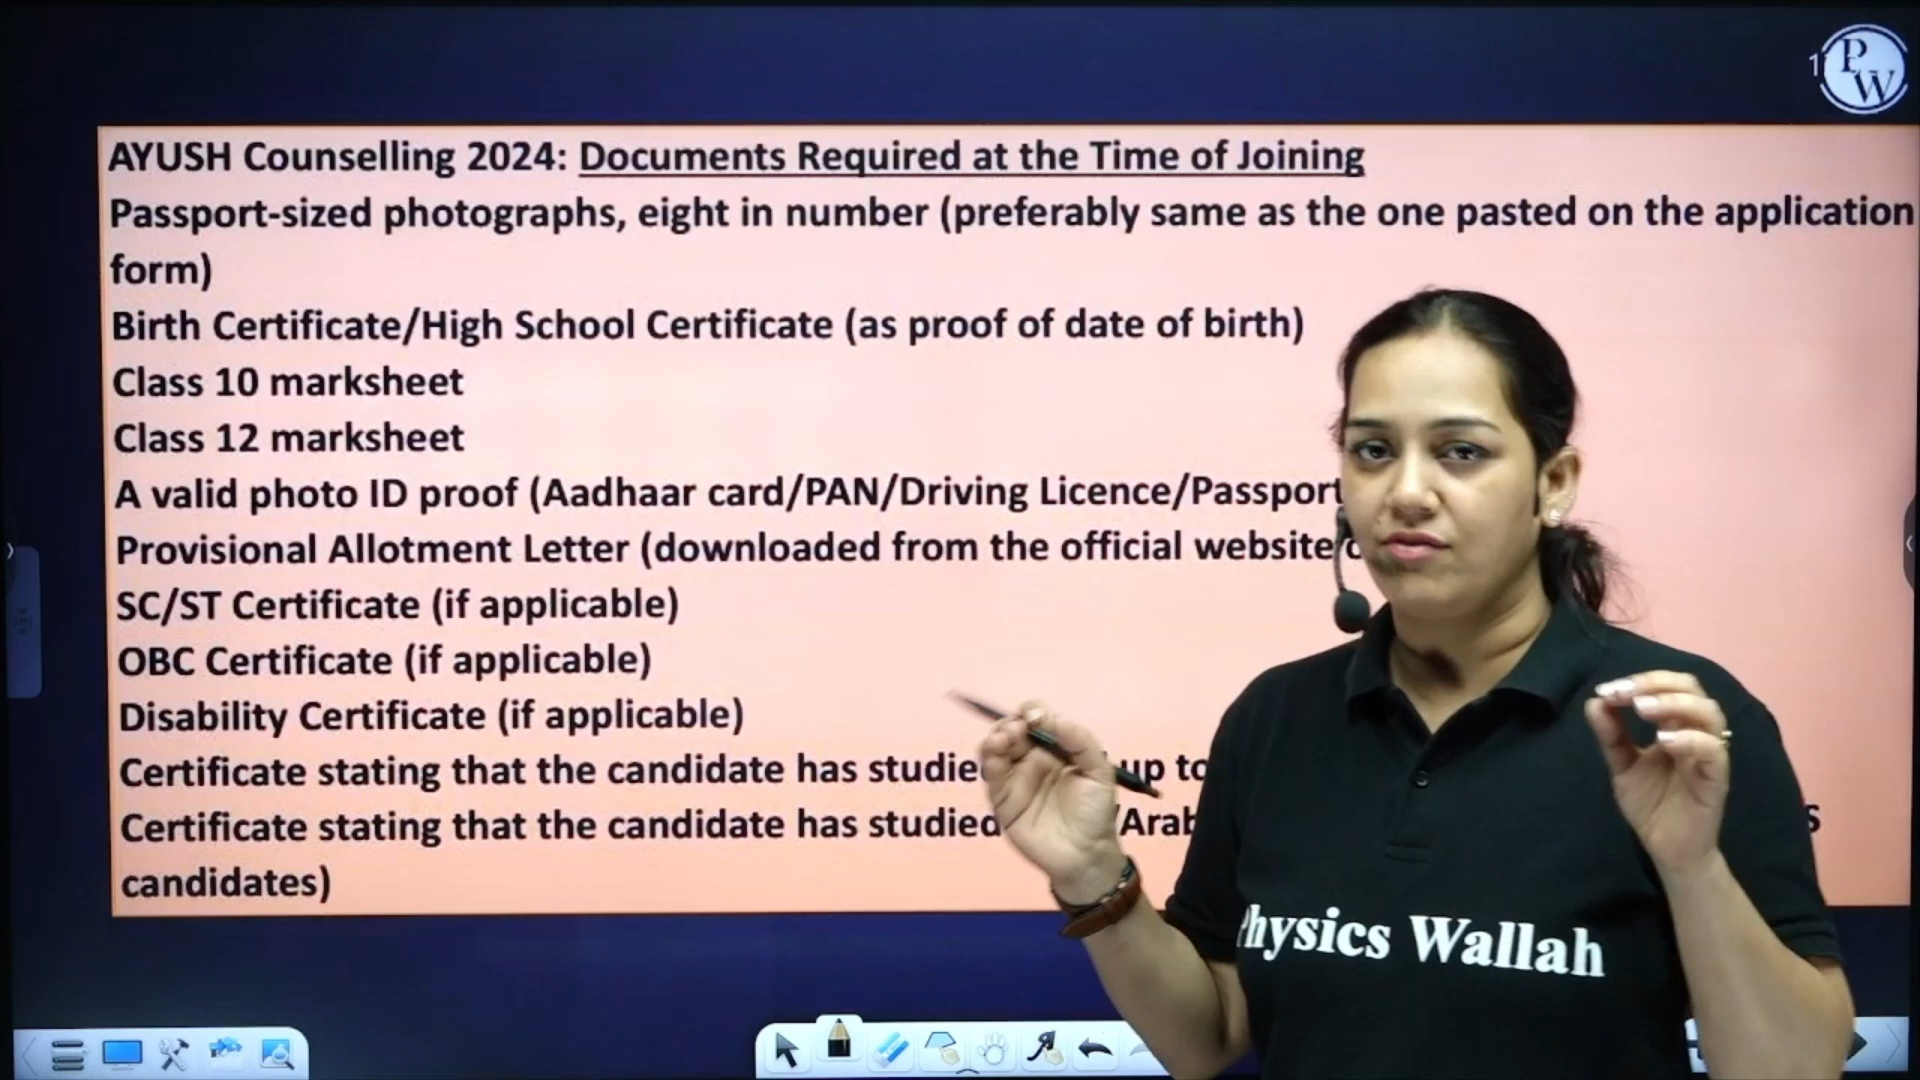 1
PW
AYUSH Counselling 2024: Documents Required at the Time of Joining
Passport-sized photographs, eight in number (preferably same as the one pasted on the application
form)
Birth Certificate/High School Certificate (as proof of date of birth)
Class 10 marksheet
Class 12 marksheet
A valid photo ID proof (Aadhaar card/PAN/Driving Licence/Passport
Provisional Allotment Letter (downloaded from the official website
SC/ST Certificate (if applicable)
OBC Certificate (if applicable)
Disability Certificate (if applicable)
Certificate stating that the candidate has up to
Certificate stating that the candidate has studied
candidates)
Physics Wallah